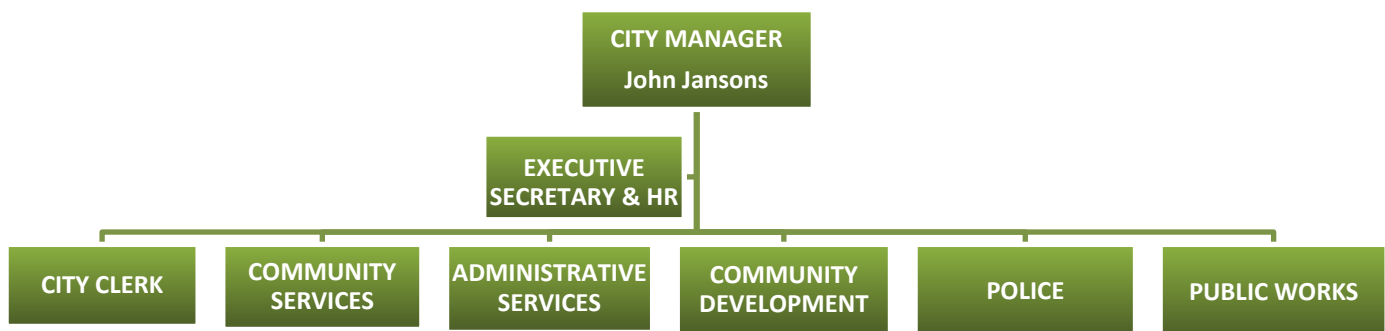 CITY MANAGER
John Jansons
EXECUTIVE
SECRETARY & HR
CITY CLERK
COMMUNITY
SERVICES
ADMINISTRATIVE
SERVICES
COMMUNITY
DEVELOPMENT
POLICE
PUBLIC WORKS